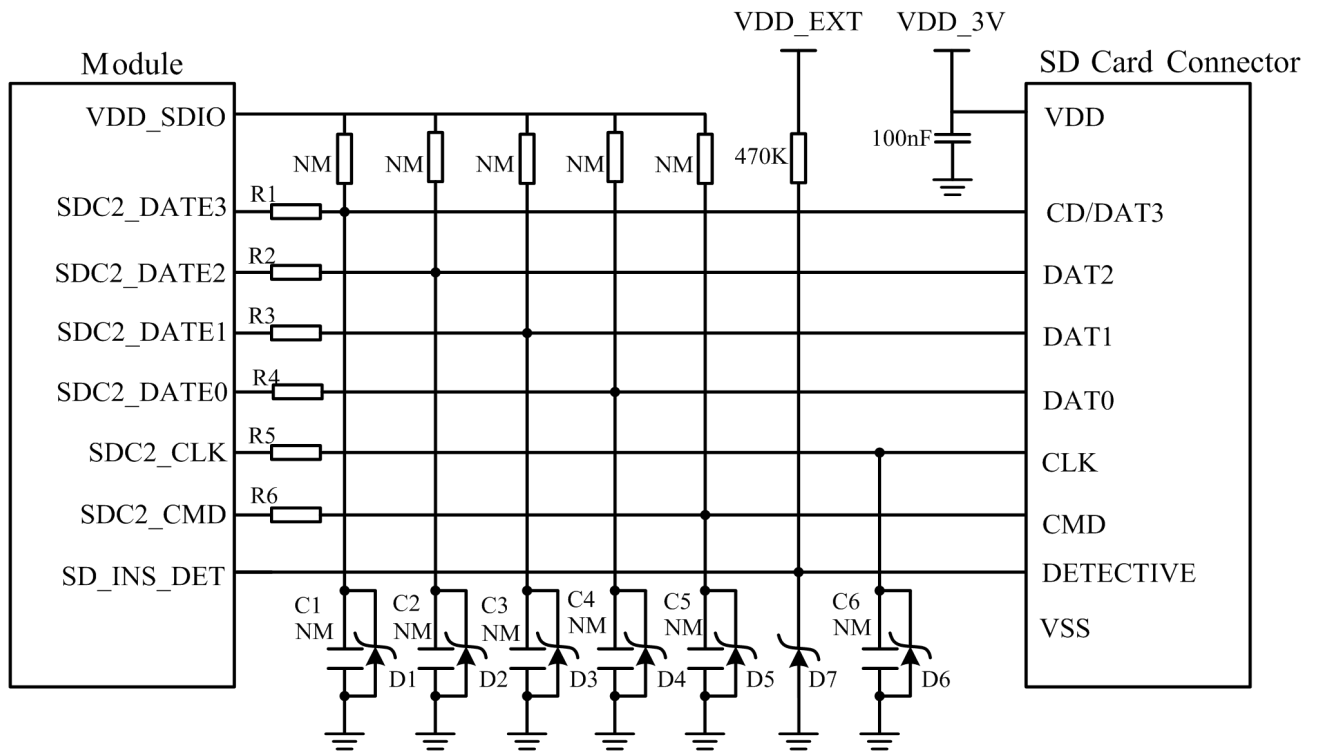 VDD_EXT VDD_3V
Module
SD Card Connector
VDD_SDIO
VDD
NM NM NM NM NM 470K 100nF
SDC2_DATE3 R1 CD/DAT3
SDC2_DATE2 R2 DAT2
SDC2_DATE1 R3 DAT1
SDC2_DATE0 R4 DAT0
SDC2_CLK R5 CLK
SDC2_CMD R6 CMD
SD_INS_DET DETECTIVE
C1 C2 C3 C4 C5 C6
NM NM NM NM NM NM VSS
D1 D2 D3 D4 D5 D7 D6